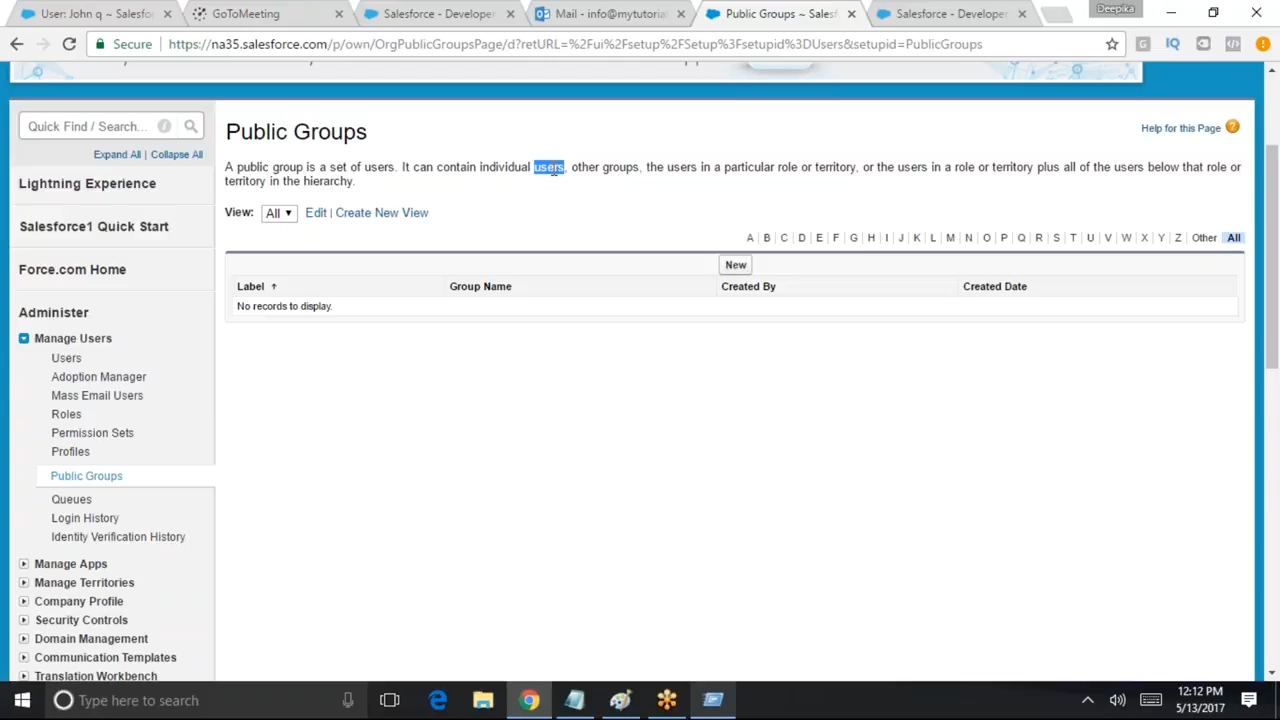 User: John q ~ Salesfo
GoToMeeting
Salesforce - Developer
Mail - info@mytutorial
Public Groups ~ Salesf
Salesforce - Developer
Deepika
Secure
https://na35.salesforce.com/p/own/OrgPublicGroupsPage/d?retURL=%2Fui%2Fsetup%2FSetup%3Fsetupid%3DUsers&setupid=PublicGroups
Quick Find / Search...
Expand All | Collapse All
Lightning Experience
Salesforce1 Quick Start
Force.com Home
Administer
Manage Users
Users
Adoption Manager
Mass Email Users
Roles
Permission Sets
Profiles
Public Groups
Queues
Login History
Identity Verification History
Manage Apps
Manage Territories
Company Profile
Security Controls
Domain Management
Communication Templates
Translation Workbench
Public Groups
Help for this Page
A public group is a set of users. It can contain individual users, other groups, the users in a particular role or territory, or the users in a role or territory plus all of the users below that role or
territory in the hierarchy.
View: All Edit | Create New View
A | B | C | D | E | F | G | H | I | J | K | L | M | N | O | P | Q | R | S | T | U | V | W | X | Y | Z | Other All
New
Label Group Name Created By Created Date
No records to display.
Type here to search
12:12 PM
5/13/2017